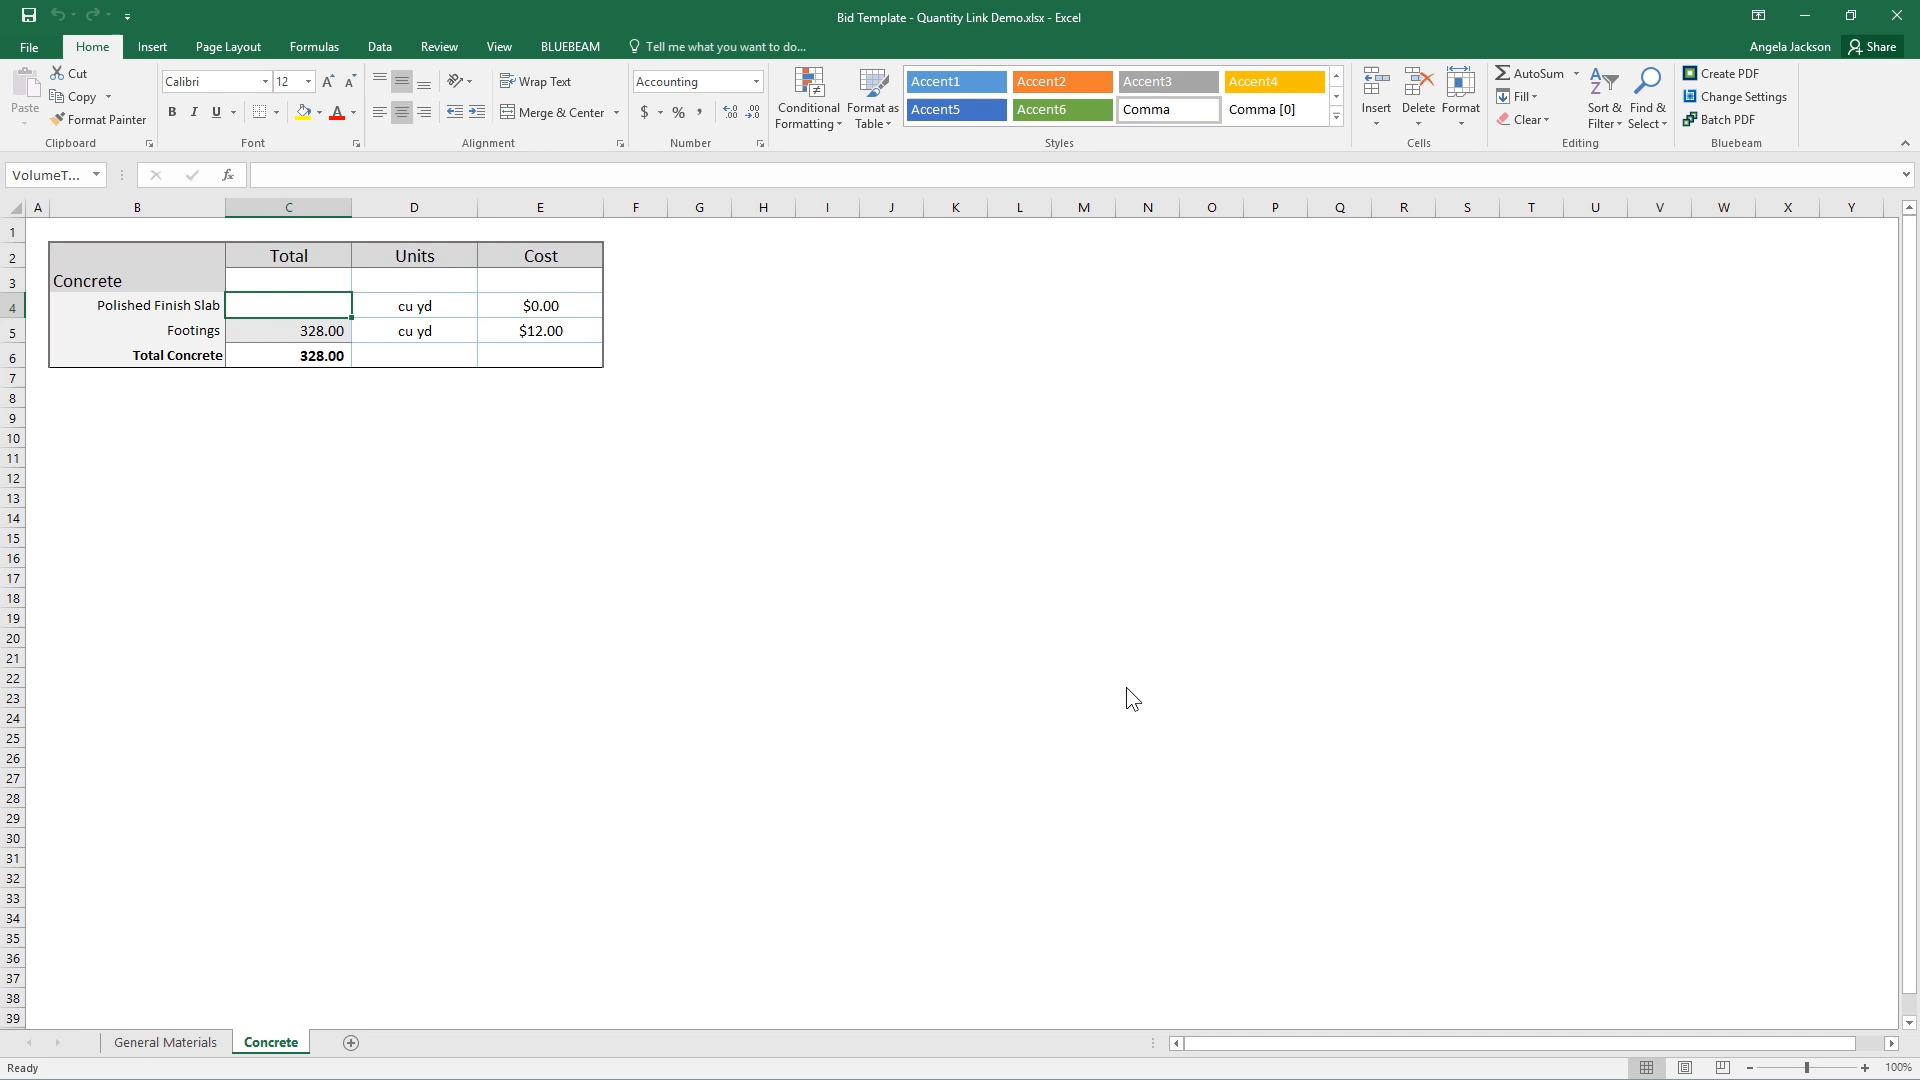 Bid Template - Quantity Link Demo.xlsx - Excel
File Home Insert Page Layout Formulas Data Review View BLUEBEAM Tell me what you want to do... Angela Jackson Share
Paste
Cut
Copy
Format Painter
Clipboard
Calibri 12
B I U
Font
Wrap Text
Merge & Center
Alignment
Accounting
$ % ,
Number
Conditional
Formatting
Format as
Table
Accent1 Accent2 Accent3 Accent4
Accent5 Accent6 Comma Comma [0]
Styles
Insert Delete Format
Cells
AutoSum
Fill
Clear
Sort &
Filter
Find &
Select
Editing
Create PDF
Change Settings
Batch PDF
Bluebeam
VolumeT... fx
A B C D E F G H I J K L M N O P Q R S T U V W X Y
1
2 Total Units Cost
3 Concrete
4 Polished Finish Slab cu yd $0.00
5 Footings 328.00 cu yd $12.00
6 Total Concrete 328.00
7
8
9
10
11
12
13
14
15
16
17
18
19
20
21
22
23
24
25
26
27
28
29
30
31
32
33
34
35
36
37
38
39
General Materials Concrete
Ready 100%